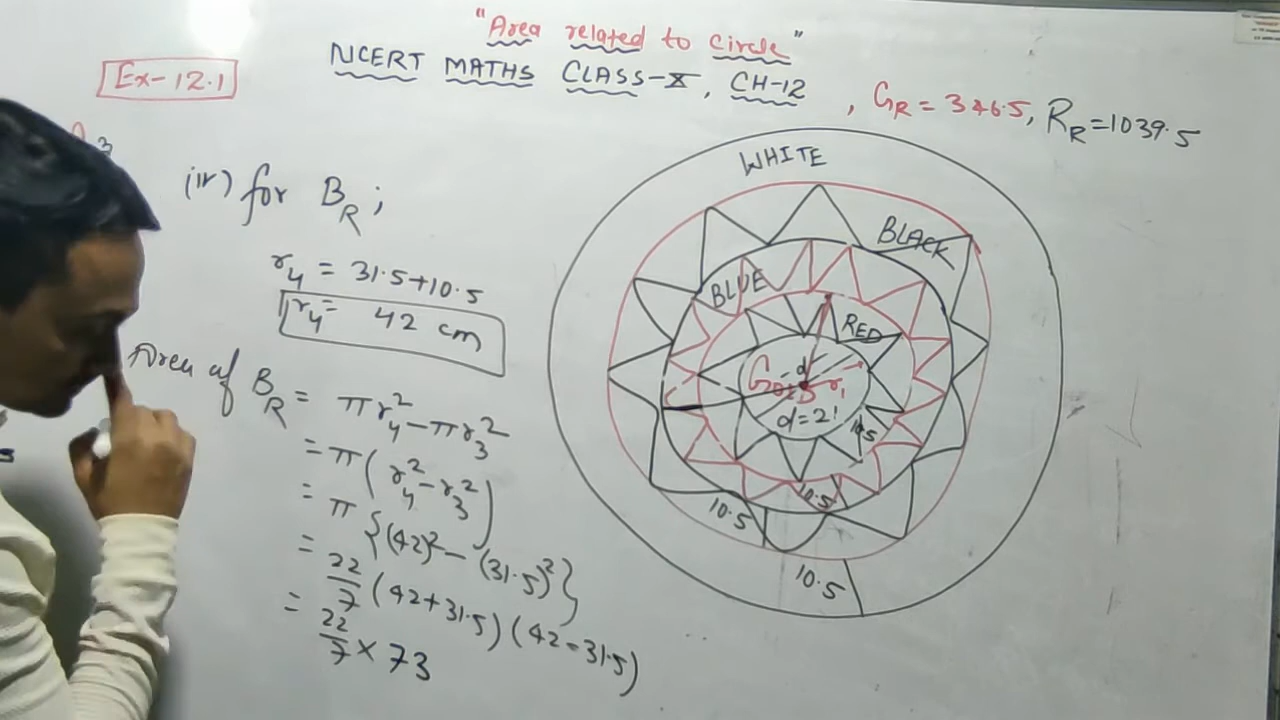 "Area related to circle"
NCERT MATHS CLASS-X, CH-12
Ex-12.1
, GR = 346.5, RR = 1039.5
3
(iv) for BR;
r4 = 31.5+10.5
r4 = 42 cm
Area of BR = πr4² - πr3²
= π(r4² - r3²)
= π{(42)² - (31.5)²}
= 22/7 (42+31.5)(42-31.5)
= 22/7 × 73
WHITE
BLACK
BLUE
RED
d
r1
d=21
10.5
10.5
10.5
10.5